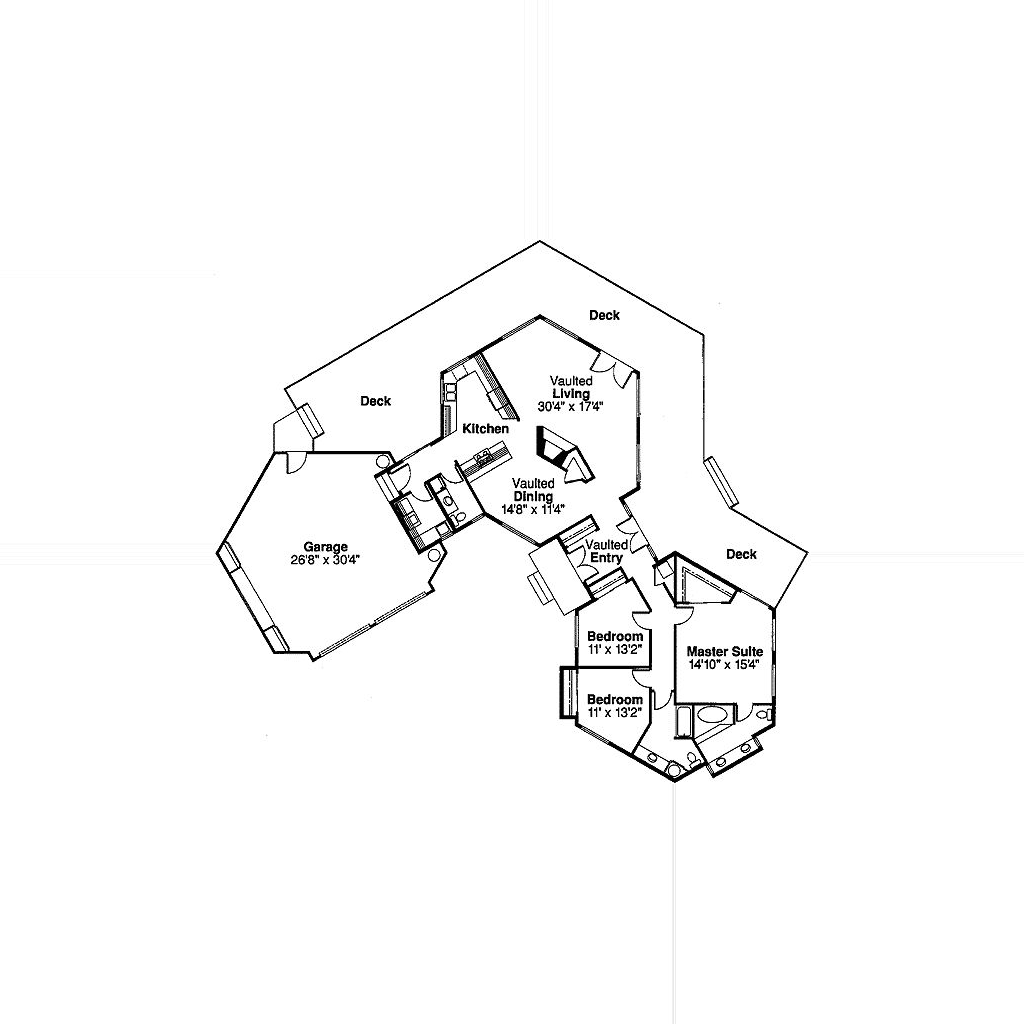 Deck
Vaulted
Living
30'4" x 17'4"
Deck
Kitchen
Vaulted
Dining
14'8" x 11'4"
Garage
26'8" x 30'4"
Vaulted
Entry
Deck
Bedroom
11' x 13'2"
Master Suite
14'10" x 15'4"
Bedroom
11' x 13'2"